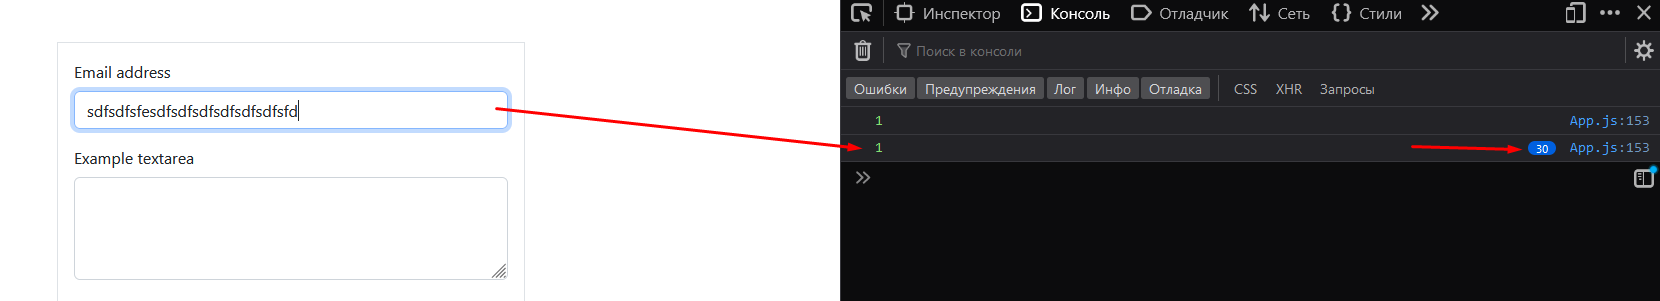 Email address
sdfsdfsfesdfsdfsdfsdfsdfsdfsfd
Example textarea
Инспектор Консоль Отладчик Сеть Стили
Поиск в консоли
Ошибки Предупреждения Лог Инфо Отладка CSS XHR Запросы
1 App.js:153
1 30 App.js:153